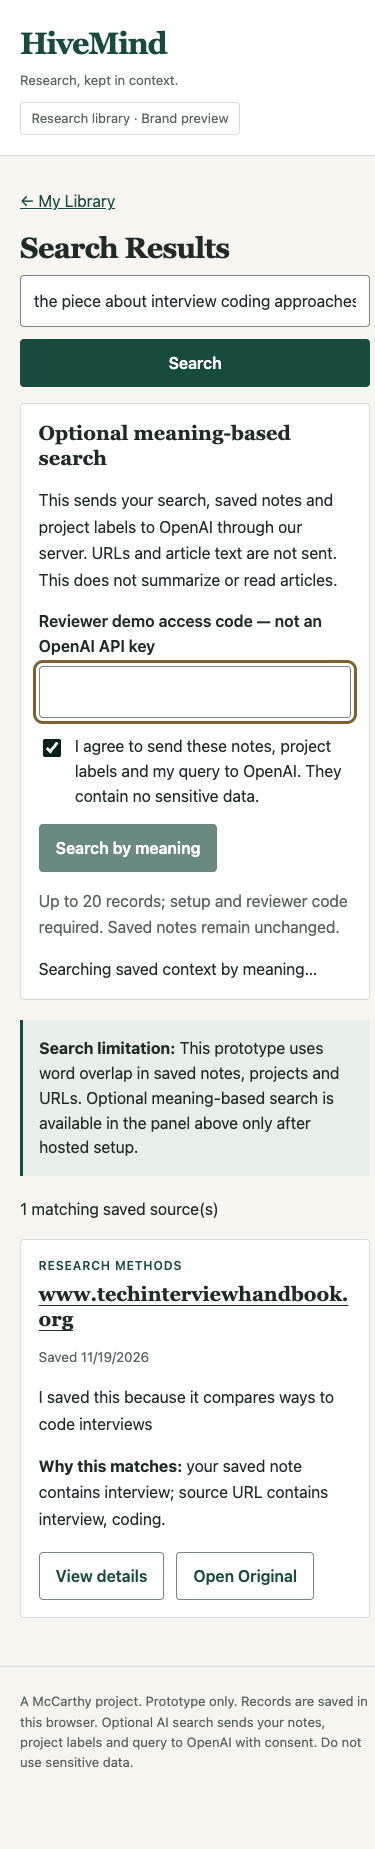 HiveMind
Research, kept in context.
Research library · Brand preview
← My Library
Search Results
the piece about interview coding approaches
Search
Optional meaning-based
search
This sends your search, saved notes and
project labels to OpenAI through our
server. URLs and article text are not sent.
This does not summarize or read articles.
Reviewer demo access code — not an
OpenAI API key
I agree to send these notes, project
labels and my query to OpenAI. They
contain no sensitive data.
Search by meaning
Up to 20 records; setup and reviewer code
required. Saved notes remain unchanged.
Searching saved context by meaning...
Search limitation: This prototype uses
word overlap in saved notes, projects and
URLs. Optional meaning-based search is
available in the panel above only after
hosted setup.
1 matching saved source(s)
RESEARCH METHODS
www.techinterviewhandbook.
org
Saved 11/19/2026
I saved this because it compares ways to
code interviews
Why this matches: your saved note
contains interview; source URL contains
interview, coding.
View details
Open Original
A McCarthy project. Prototype only. Records are saved in
this browser. Optional AI search sends your notes,
project labels and query to OpenAI with consent. Do not
use sensitive data.